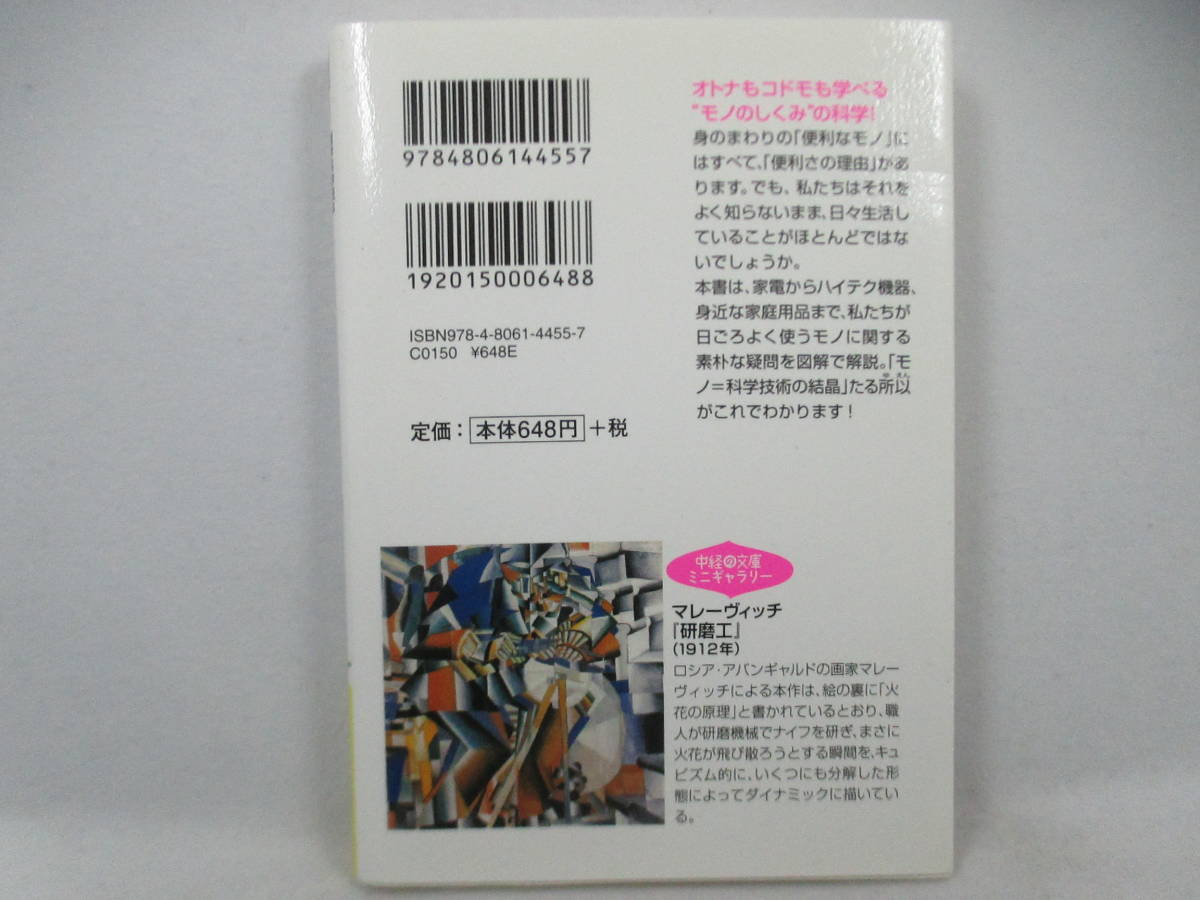 9784806144557
1920150006488
ISBN978-4-8061-4455-7
C0150 ¥648E
定価：本体648円＋税
オトナもコドモも学べる
“モノのしくみ”の科学！
身のまわりの「便利なモノ」に
はすべて、「便利さの理由」があ
ります。でも、私たちはそれを
よく知らないまま、日々生活し
ていることがほとんどではな
いでしょうか。
本書は、家電からハイテク機器、
身近な家庭用品まで、私たちが
日ごろよく使うモノに関する
素朴な疑問を図解で解説。「モ
ノ＝科学技術の結晶」たる所以
ゆえん
がこれでわかります！
中経の文庫
ミニギャラリー
マレーヴィッチ
『研磨工』
(1912年)
ロシア・アバンギャルドの画家マレー
ヴィッチによる本作は、絵の裏に「火
花の原理」と書かれているとおり、職
人が研磨機械でナイフを研ぎ、まさに
火花が飛び散ろうとする瞬間を、キュ
ビズム的に、いくつにも分解した形
態によってダイナミックに描いてい
る。